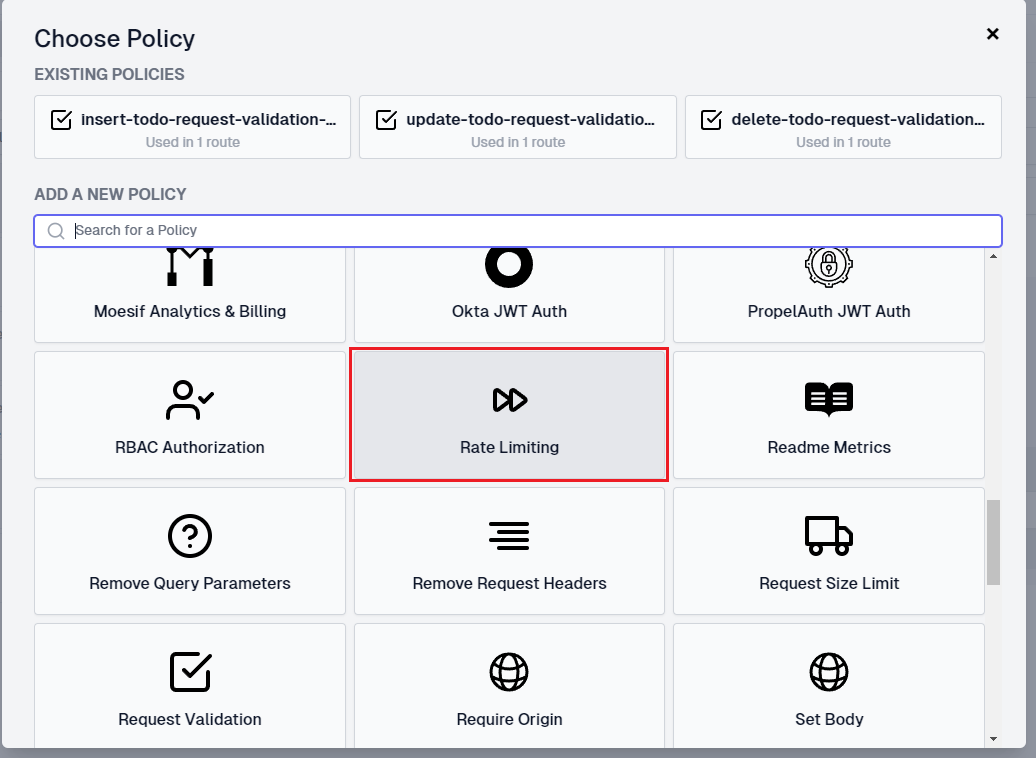 Choose Policy
EXISTING POLICIES
insert-todo-request-validation-...
Used in 1 route
update-todo-request-validatio...
Used in 1 route
delete-todo-request-validation...
Used in 1 route
ADD A NEW POLICY
Search for a Policy
Moesif Analytics & Billing
Okta JWT Auth
PropelAuth JWT Auth
RBAC Authorization
Rate Limiting
Readme Metrics
Remove Query Parameters
Remove Request Headers
Request Size Limit
Request Validation
Require Origin
Set Body